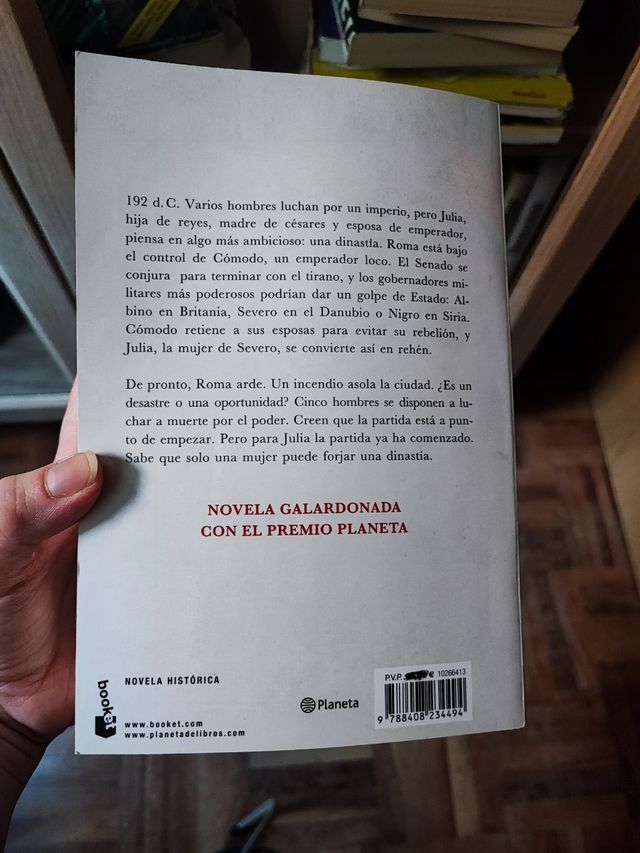 192 d. C. Varios hombres luchan por un imperio, pero Julia,
hija de reyes, madre de césares y esposa de emperador,
piensa en algo más ambicioso: una dinastía. Roma está bajo
el control de Cómodo, un emperador loco. El Senado se
conjura para terminar con el tirano, y los gobernadores mi-
litares más poderosos podrían dar un golpe de Estado: Al-
bino en Britania, Severo en el Danubio o Nigro en Siria.
Cómodo retiene a sus esposas para evitar su rebelión, y
Julia, la mujer de Severo, se convierte así en rehén.
De pronto, Roma arde. Un incendio asola la ciudad. ¿Es un
desastre o una oportunidad? Cinco hombres se disponen a lu-
char a muerte por el poder. Creen que la partida está a pun-
to de empezar. Pero para Julia la partida ya ha comenzado.
Sabe que solo una mujer puede forjar una dinastía.
NOVELA GALARDONADA
CON EL PREMIO PLANETA
booket
NOVELA HISTÓRICA
www.booket.com
www.planetadelibros.com
Planeta
P.V.P. € 10266413
9 788408 234494